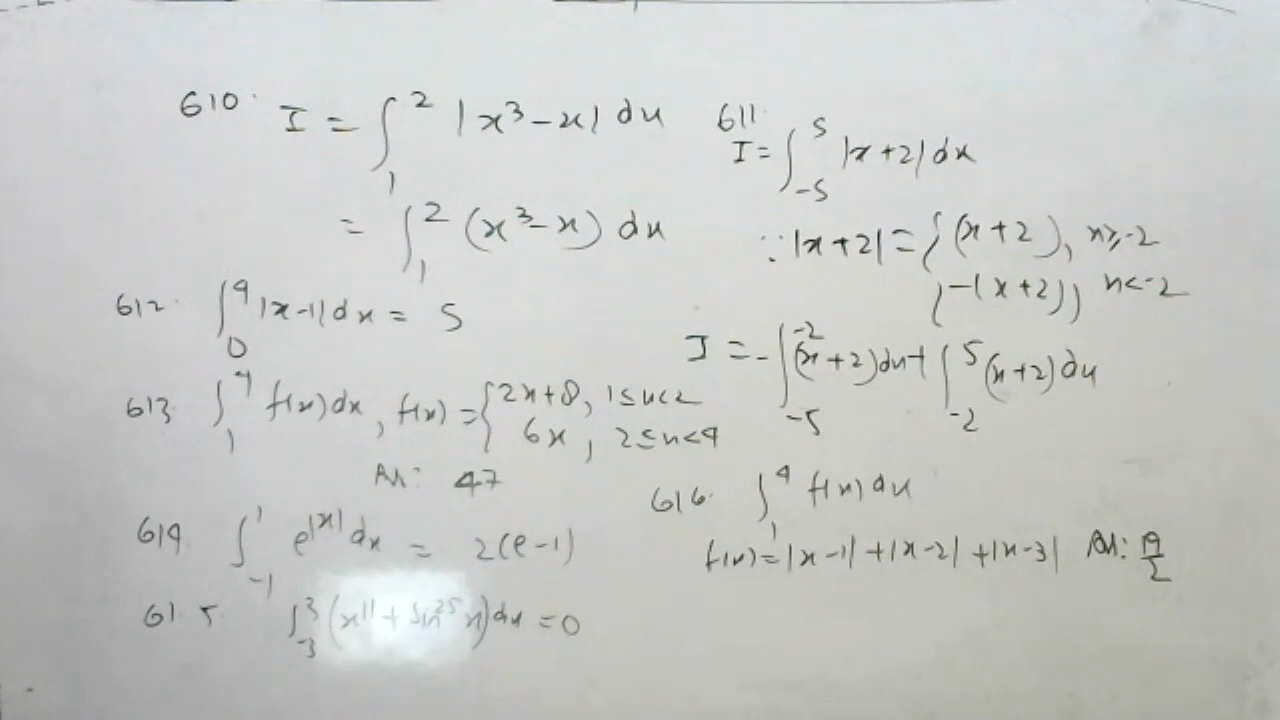 610. I = ∫₁² |x³-x| dx
= ∫₁² (x³-x) dx
611. I = ∫₋₅⁵ |x+2| dx
∵ |x+2| = { (x+2), x≥-2
{ -(x+2), x<-2
I = -∫₋₅⁻² (x+2) dx + ∫₋₂⁵ (x+2) dx
612. ∫₀⁴ |x-1| dx = 5
613. ∫₁⁴ f(x) dx, f(x) = { 2x+8, 1≤x<2
6x, 2≤x<4
An: 47
614. ∫₋₁¹ e^|x| dx = 2(e-1)
615. ∫₋₃³ (x¹¹ + sin²⁵ x) dx = 0
616. ∫₁⁴ f(x) dx
f(x) = |x-1| + |x-2| + |x-3| An: